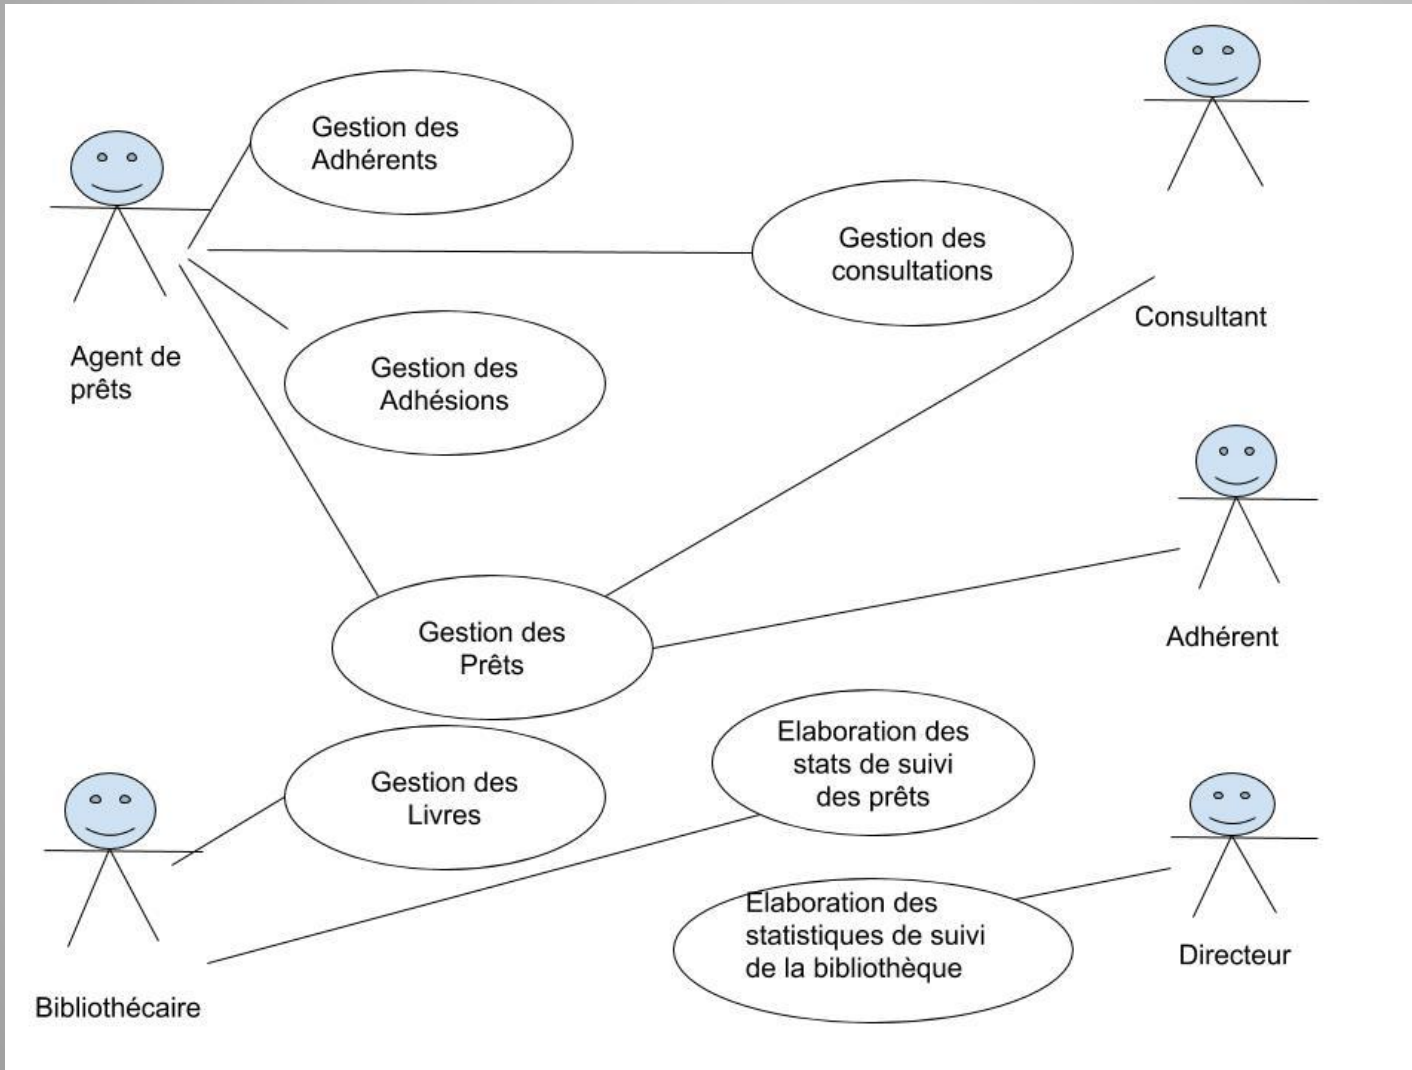 Gestion des
Adhérents
Gestion des
consultations
Consultant
Agent de
prêts
Gestion des
Adhésions
Gestion des
Prêts
Adhérent
Elaboration des
stats de suivi
des prêts
Gestion des
Livres
Elaboration des
statistiques de suivi
de la bibliothèque
Directeur
Bibliothécaire